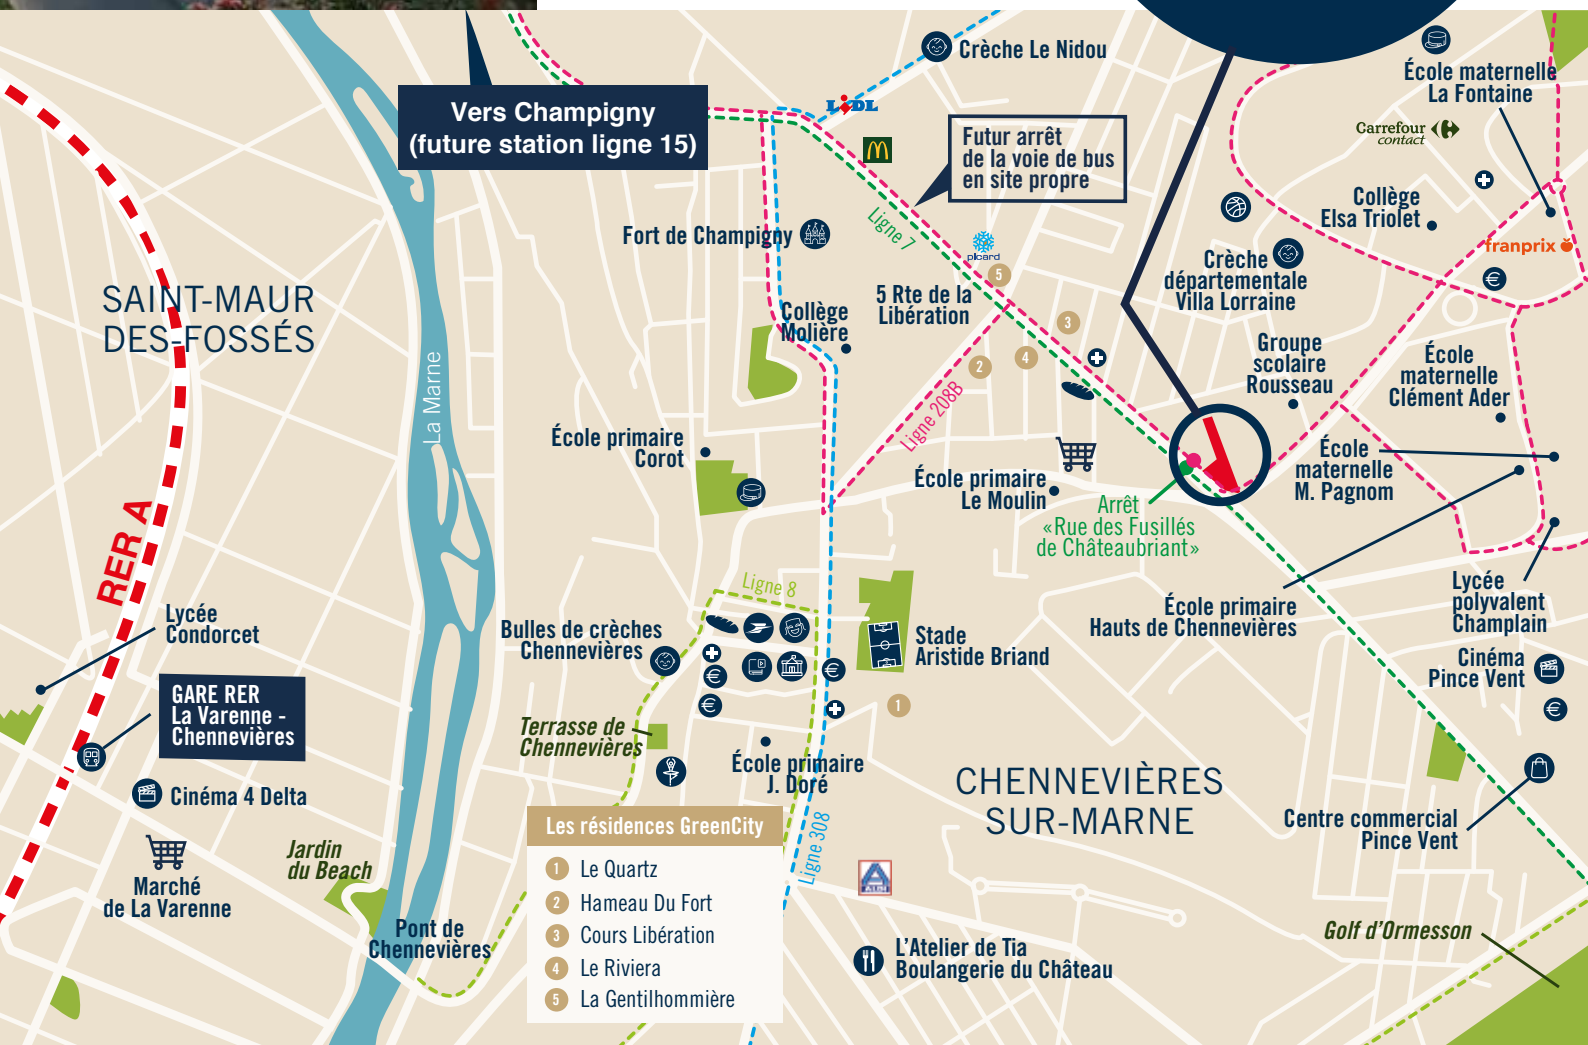 Crèche Le Nidou
École maternelle
La Fontaine
Vers Champigny
(future station ligne 15)
LIDL
Carrefour
contact
Futur arrêt
de la voie de bus
en site propre
Ligne 7
Collège
Elsa Triolet
Fort de Champigny
picard
franprix
Crèche
départementale
Villa Lorraine
SAINT-MAUR
DES-FOSSÉS
5
5 Rte de la
Libération
Collège
Molière
3
4
2
La Marne
Groupe
scolaire
Rousseau
École
maternelle
Clément Ader
Ligne 208B
École primaire
Corot
École
maternelle
M. Pagnom
École primaire
Le Moulin
Arrêt
«Rue des Fusillés
de Châteaubriant»
RER A
Ligne 8
Lycée
Condorcet
Bulles de crèches
Chennevières
Stade
Aristide Briand
École primaire
Hauts de Chennevières
Lycée
polyvalent
Champlain
Cinéma
Pince Vent
GARE RER
La Varenne -
Chennevières
1
Terrasse de
Chennevières
École primaire
J. Doré
Cinéma 4 Delta
CHENNEVIÈRES
SUR-MARNE
Centre commercial
Pince Vent
Les résidences GreenCity
1 Le Quartz
2 Hameau Du Fort
3 Cours Libération
4 Le Riviera
5 La Gentilhommière
Ligne 308
Jardin
du Beach
Marché
de La Varenne
ALDI
Pont de
Chennevières
L'Atelier de Tia
Boulangerie du Château
Golf d'Ormesson